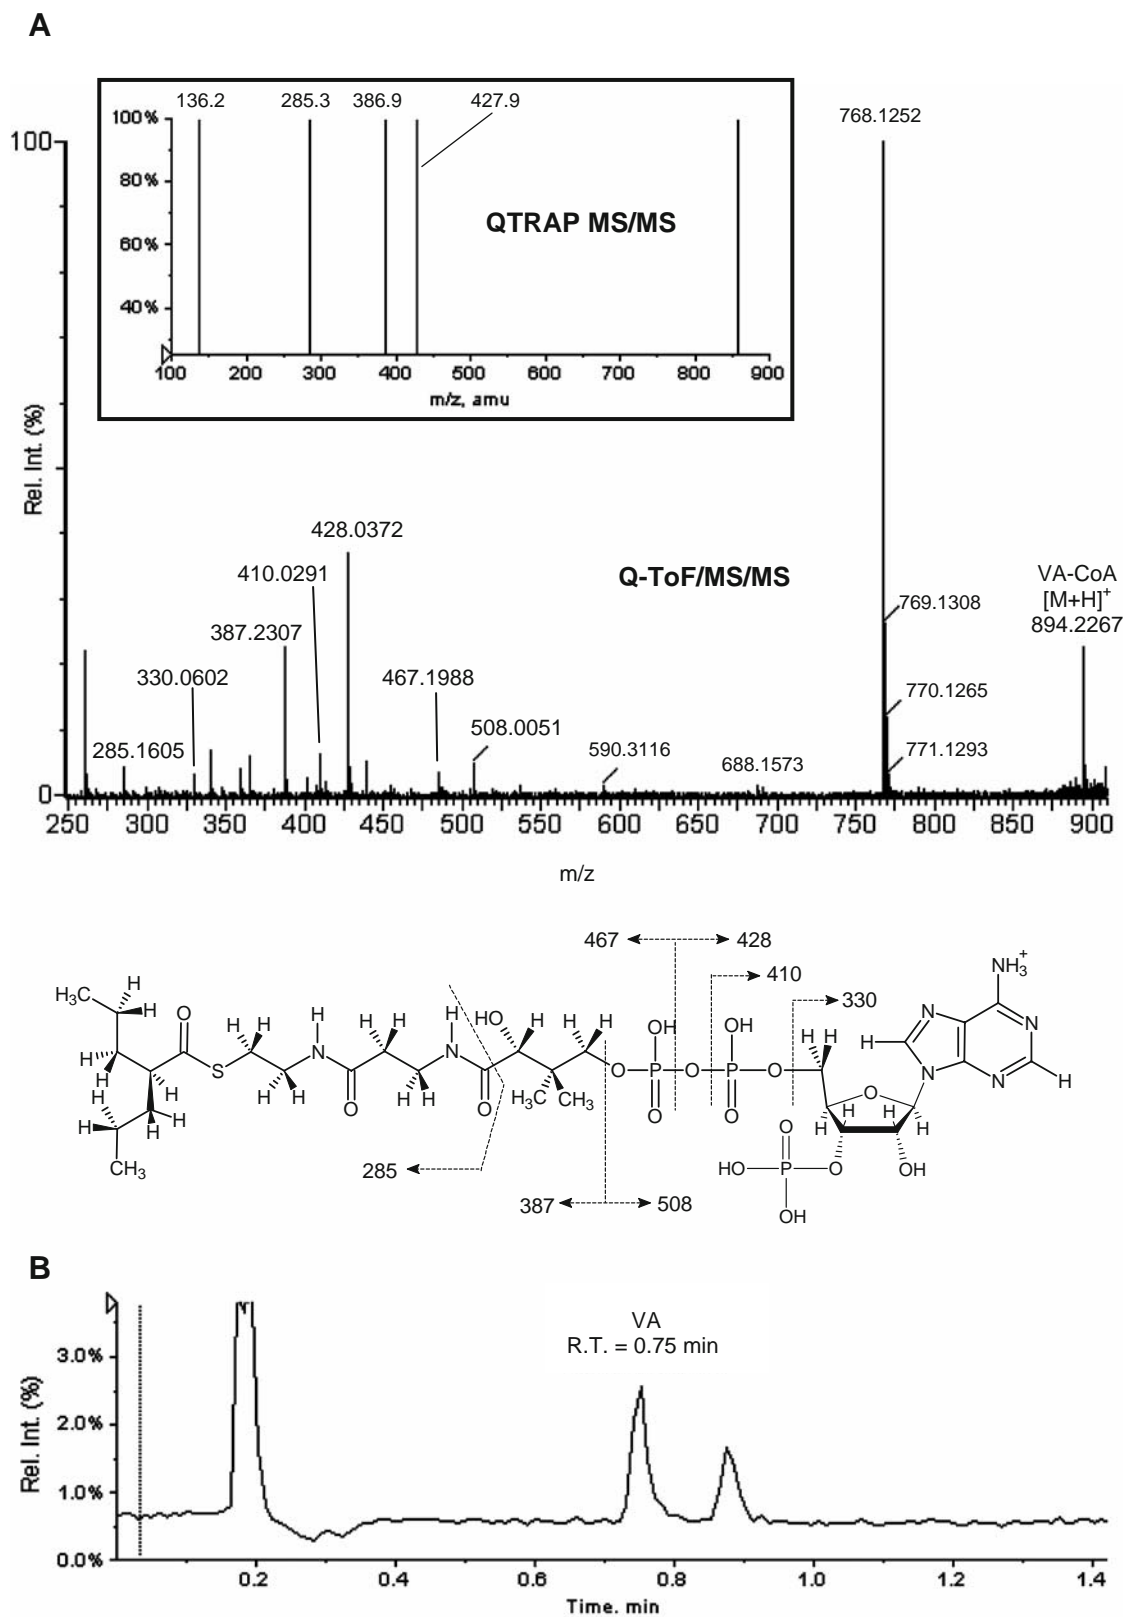 A
136.2 285.3 386.9 427.9
100%
80%
60%
40%
QTRAP MS/MS
100 200 300 400 500 600 700 800 900
m/z, amu
768.1252
100
Rel. Int. (%)
0
428.0372
410.0291
387.2307
330.0602
285.1605
467.1988
508.0051
590.3116
688.1573
Q-ToF/MS/MS
769.1308
770.1265
771.1293
VA-CoA
[M+H]+
894.2267
250 300 350 400 450 500 550 600 650 700 750 800 850 900
m/z
467 428
410
330
NH3+
H3C H H
O
H H H HO H H H OH OH H H
H H H N N N N
H H S N N O P O P O H N N H
H H H H O H H O H3C CH3 O O O
H H H H H H H
CH3 O
HO P O OH
OH
285
387 508
B
VA
R.T. = 0.75 min
3.0%
2.0%
1.0%
0.0%
Rel. Int. (%)
0.2 0.4 0.6 0.8 1.0 1.2 1.4
Time, min